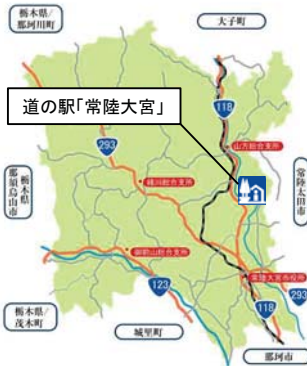 栃木県/
那珂川町
大子町
118
道の駅「常陸大宮」
293
山方総合支所
栃木県
那須烏山市
緒川総合支所
常陸太田市
御前山総合支所
常陸大宮市役所
123
293
栃木県/
茂木町
城里町
118
那珂市